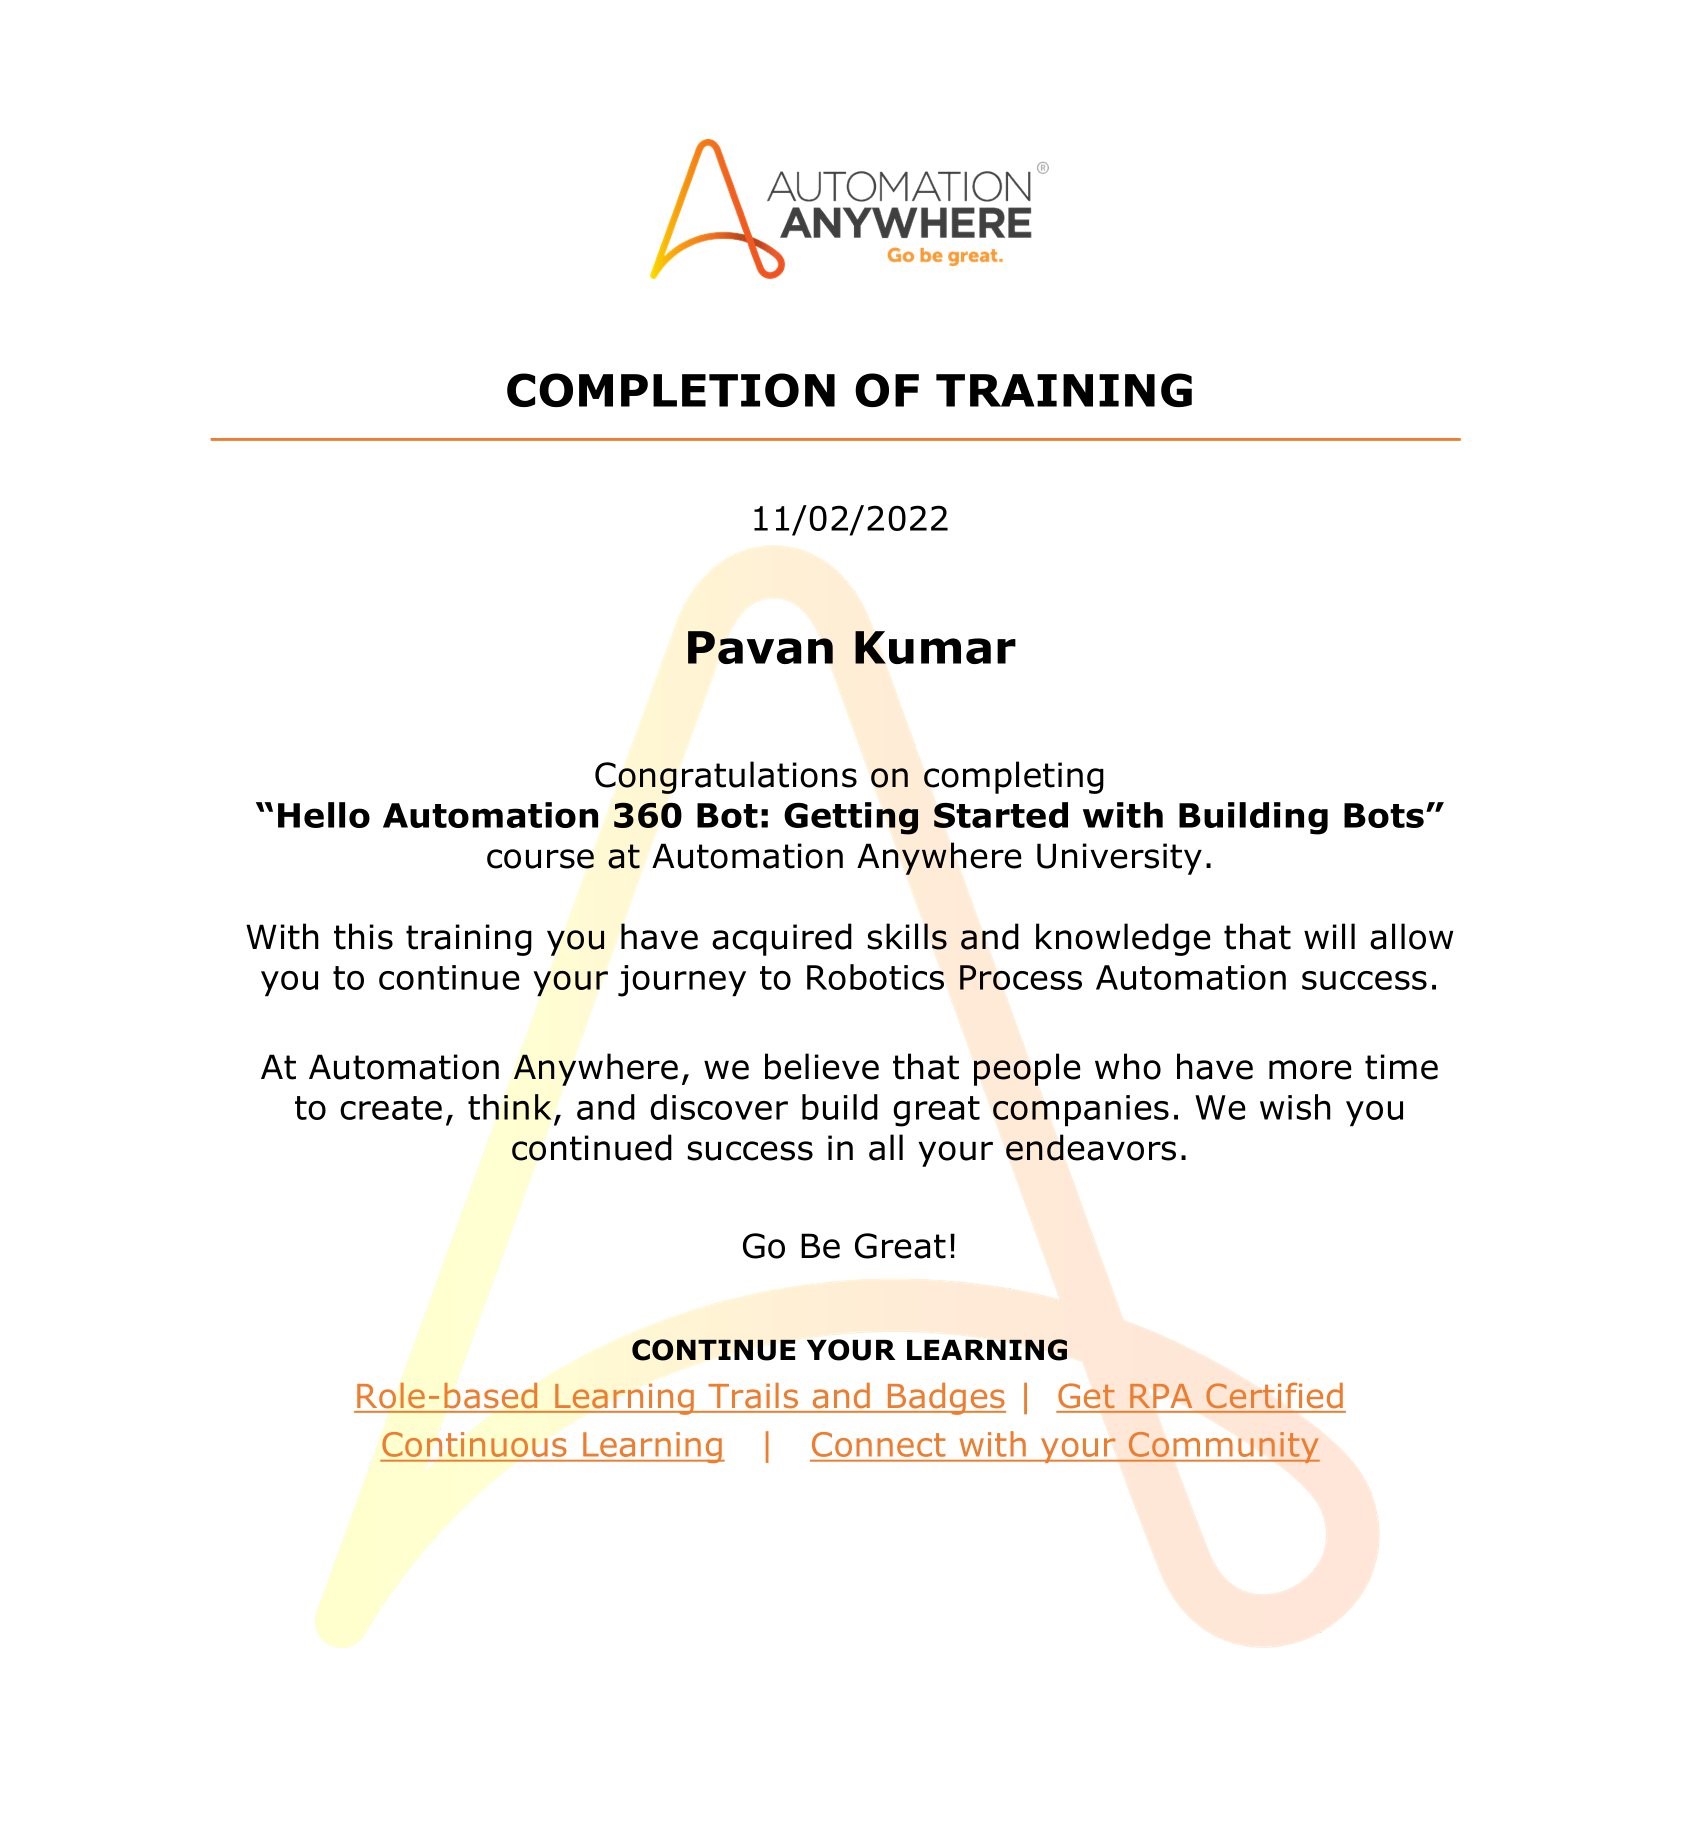 AUTOMATION ®
ANYWHERE
Go be great.
COMPLETION OF TRAINING
11/02/2022
Pavan Kumar
Congratulations on completing
“Hello Automation 360 Bot: Getting Started with Building Bots”
course at Automation Anywhere University.
With this training you have acquired skills and knowledge that will allow
you to continue your journey to Robotics Process Automation success.
At Automation Anywhere, we believe that people who have more time
to create, think, and discover build great companies. We wish you
continued success in all your endeavors.
Go Be Great!
CONTINUE YOUR LEARNING
Role-based Learning Trails and Badges | Get RPA Certified
Continuous Learning | Connect with your Community